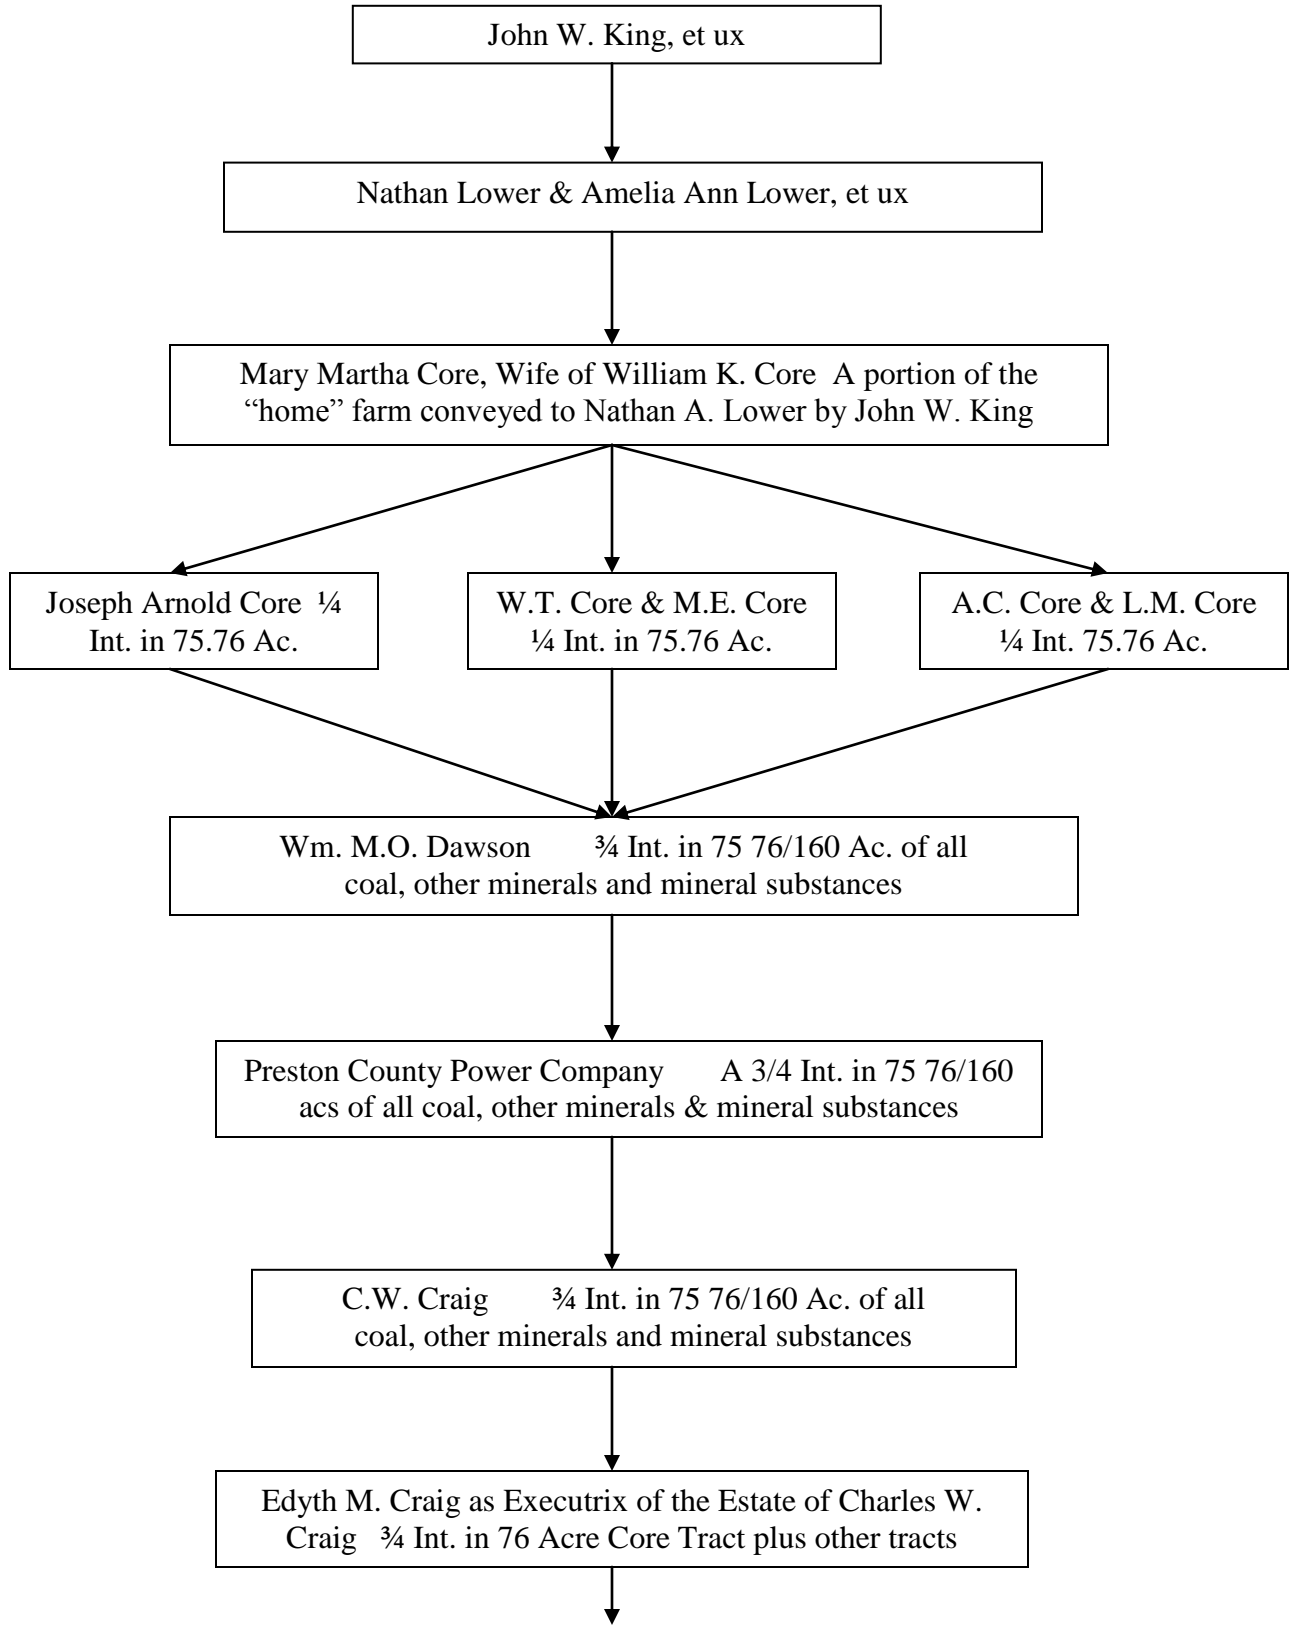 John W. King, et ux
Nathan Lower & Amelia Ann Lower, et ux
Mary Martha Core, Wife of William K. Core  A portion of the
“home” farm conveyed to Nathan A. Lower by John W. King
Joseph Arnold Core  ¼
Int. in 75.76 Ac.
W.T. Core & M.E. Core
¼ Int. in 75.76 Ac.
A.C. Core & L.M. Core
¼ Int. 75.76 Ac.
Wm. M.O. Dawson        ¾ Int. in 75 76/160 Ac. of all
coal, other minerals and mineral substances
Preston County Power Company       A 3/4 Int. in 75 76/160
acs of all coal, other minerals & mineral substances
C.W. Craig        ¾ Int. in 75 76/160 Ac. of all
coal, other minerals and mineral substances
Edyth M. Craig as Executrix of the Estate of Charles W.
Craig   ¾ Int. in 76 Acre Core Tract plus other tracts